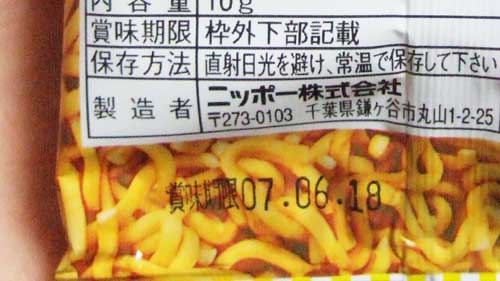 内容量 16g
賞味期限 枠外下部記載
保存方法 直射日光を避け、常温で保存して下さい
製造者 ニッポー株式会社
〒273-0103 千葉県鎌ヶ谷市丸山1-2-25
賞味期限07.06.18